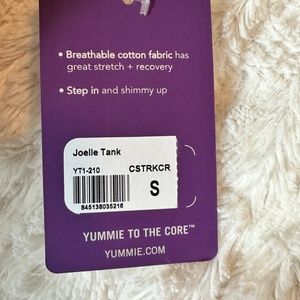 • Breathable cotton fabric has
great stretch + recovery
• Step in and shimmy up
Joelle Tank
YT1-210 CSTRKCR
S
845138035216
YUMMIE TO THE CORE™
YUMMIE.COM